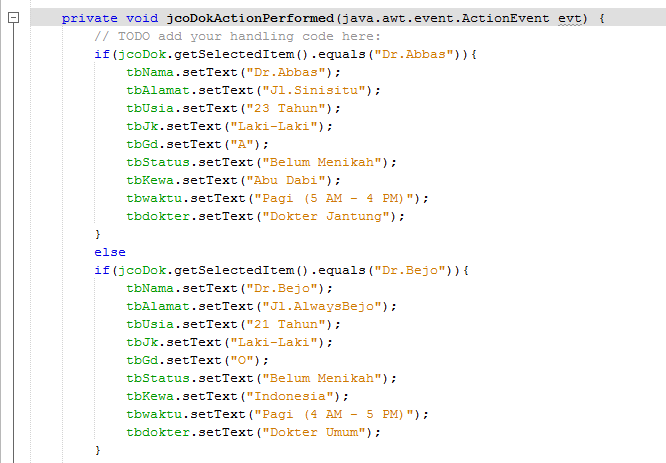 private void jcoDokActionPerformed(java.awt.event.ActionEvent evt) {
// TODO add your handling code here:
if(jcoDok.getSelectedItem().equals("Dr.Abbas")){
tbNama.setText("Dr.Abbas");
tbAlamat.setText("Jl.Sinisitu");
tbUsia.setText("23 Tahun");
tbJk.setText("Laki-Laki");
tbGd.setText("A");
tbStatus.setText("Belum Menikah");
tbKewa.setText("Abu Dabi");
tbwaktu.setText("Pagi (5 AM - 4 PM)");
tbdokter.setText("Dokter Jantung");
}
else
if(jcoDok.getSelectedItem().equals("Dr.Bejo")){
tbNama.setText("Dr.Bejo");
tbAlamat.setText("Jl.AlwaysBejo");
tbUsia.setText("21 Tahun");
tbJk.setText("Laki-Laki");
tbGd.setText("O");
tbStatus.setText("Belum Menikah");
tbKewa.setText("Indonesia");
tbwaktu.setText("Pagi (4 AM - 5 PM)");
tbdokter.setText("Dokter Umum");
}